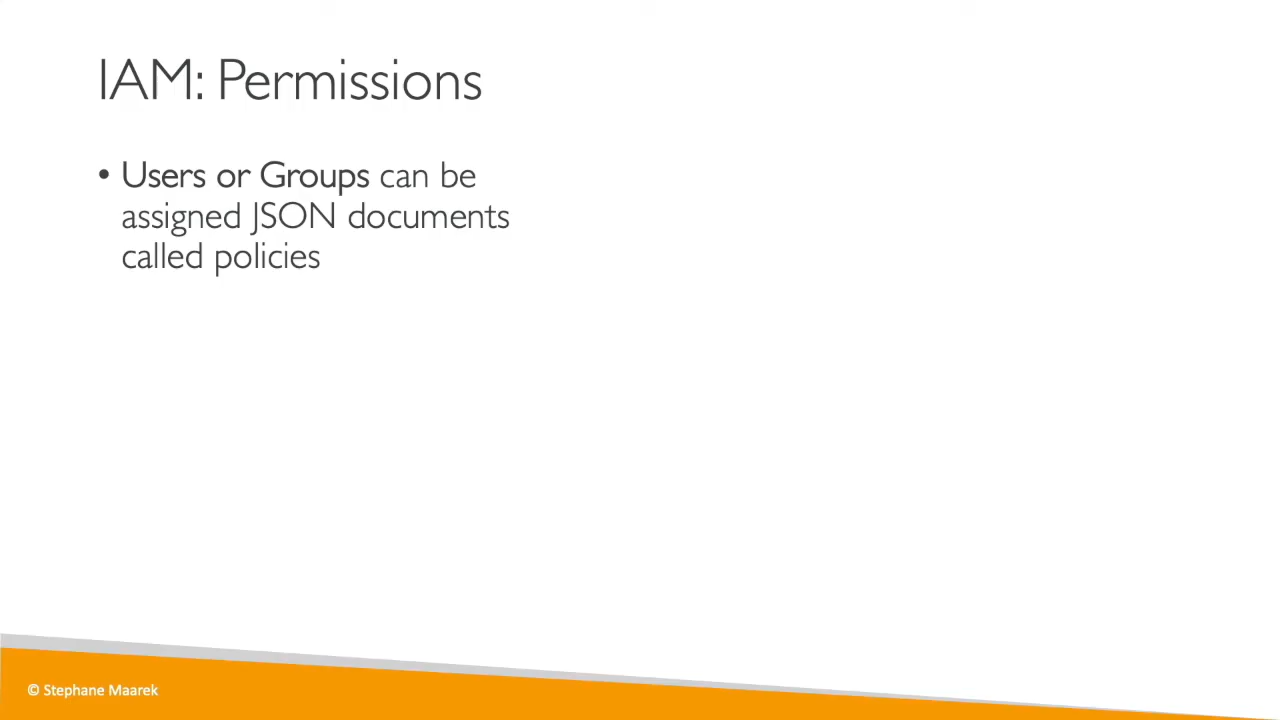 IAM: Permissions
• Users or Groups can be
assigned JSON documents
called policies
© Stephane Maarek